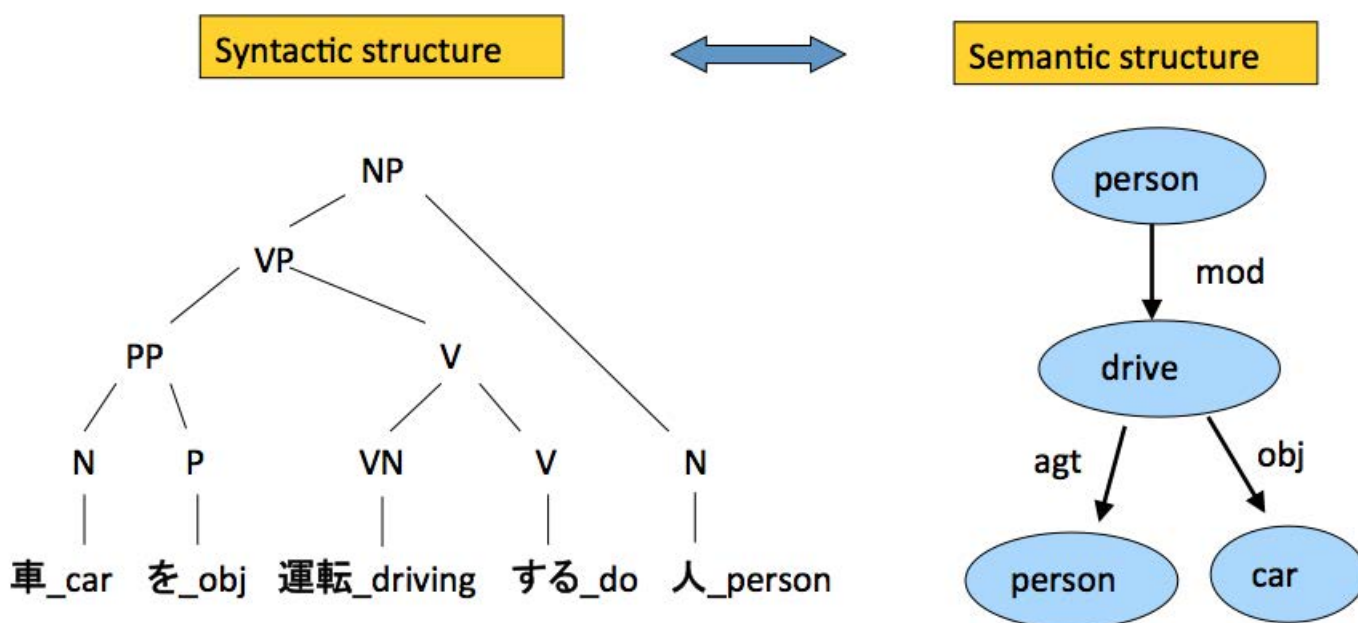 Syntactic structure
Semantic structure
NP
VP
PP
V
N
P
VN
V
N
車_car
を_obj
運転_driving
する_do
人_person
person
mod
drive
agt
obj
person
car